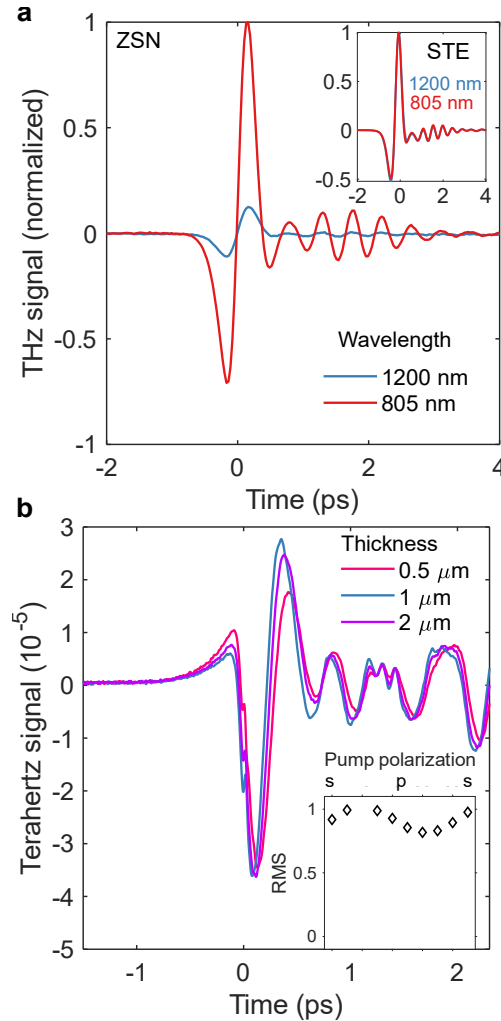 a
ZSN
STE
1200 nm
805 nm
1
0.5
0
-0.5
-2 0 2 4
1
0.5
0
-0.5
-1
THz signal (normalized)
Wavelength
1200 nm
805 nm
-2 0 2 4
Time (ps)
b
Thickness
0.5 μm
1 μm
2 μm
3
2
1
0
-1
-2
-3
-4
-5
Terahertz signal (10⁻⁵)
Pump polarization
s p s
1
0.5
0
RMS
-1 0 1 2
Time (ps)